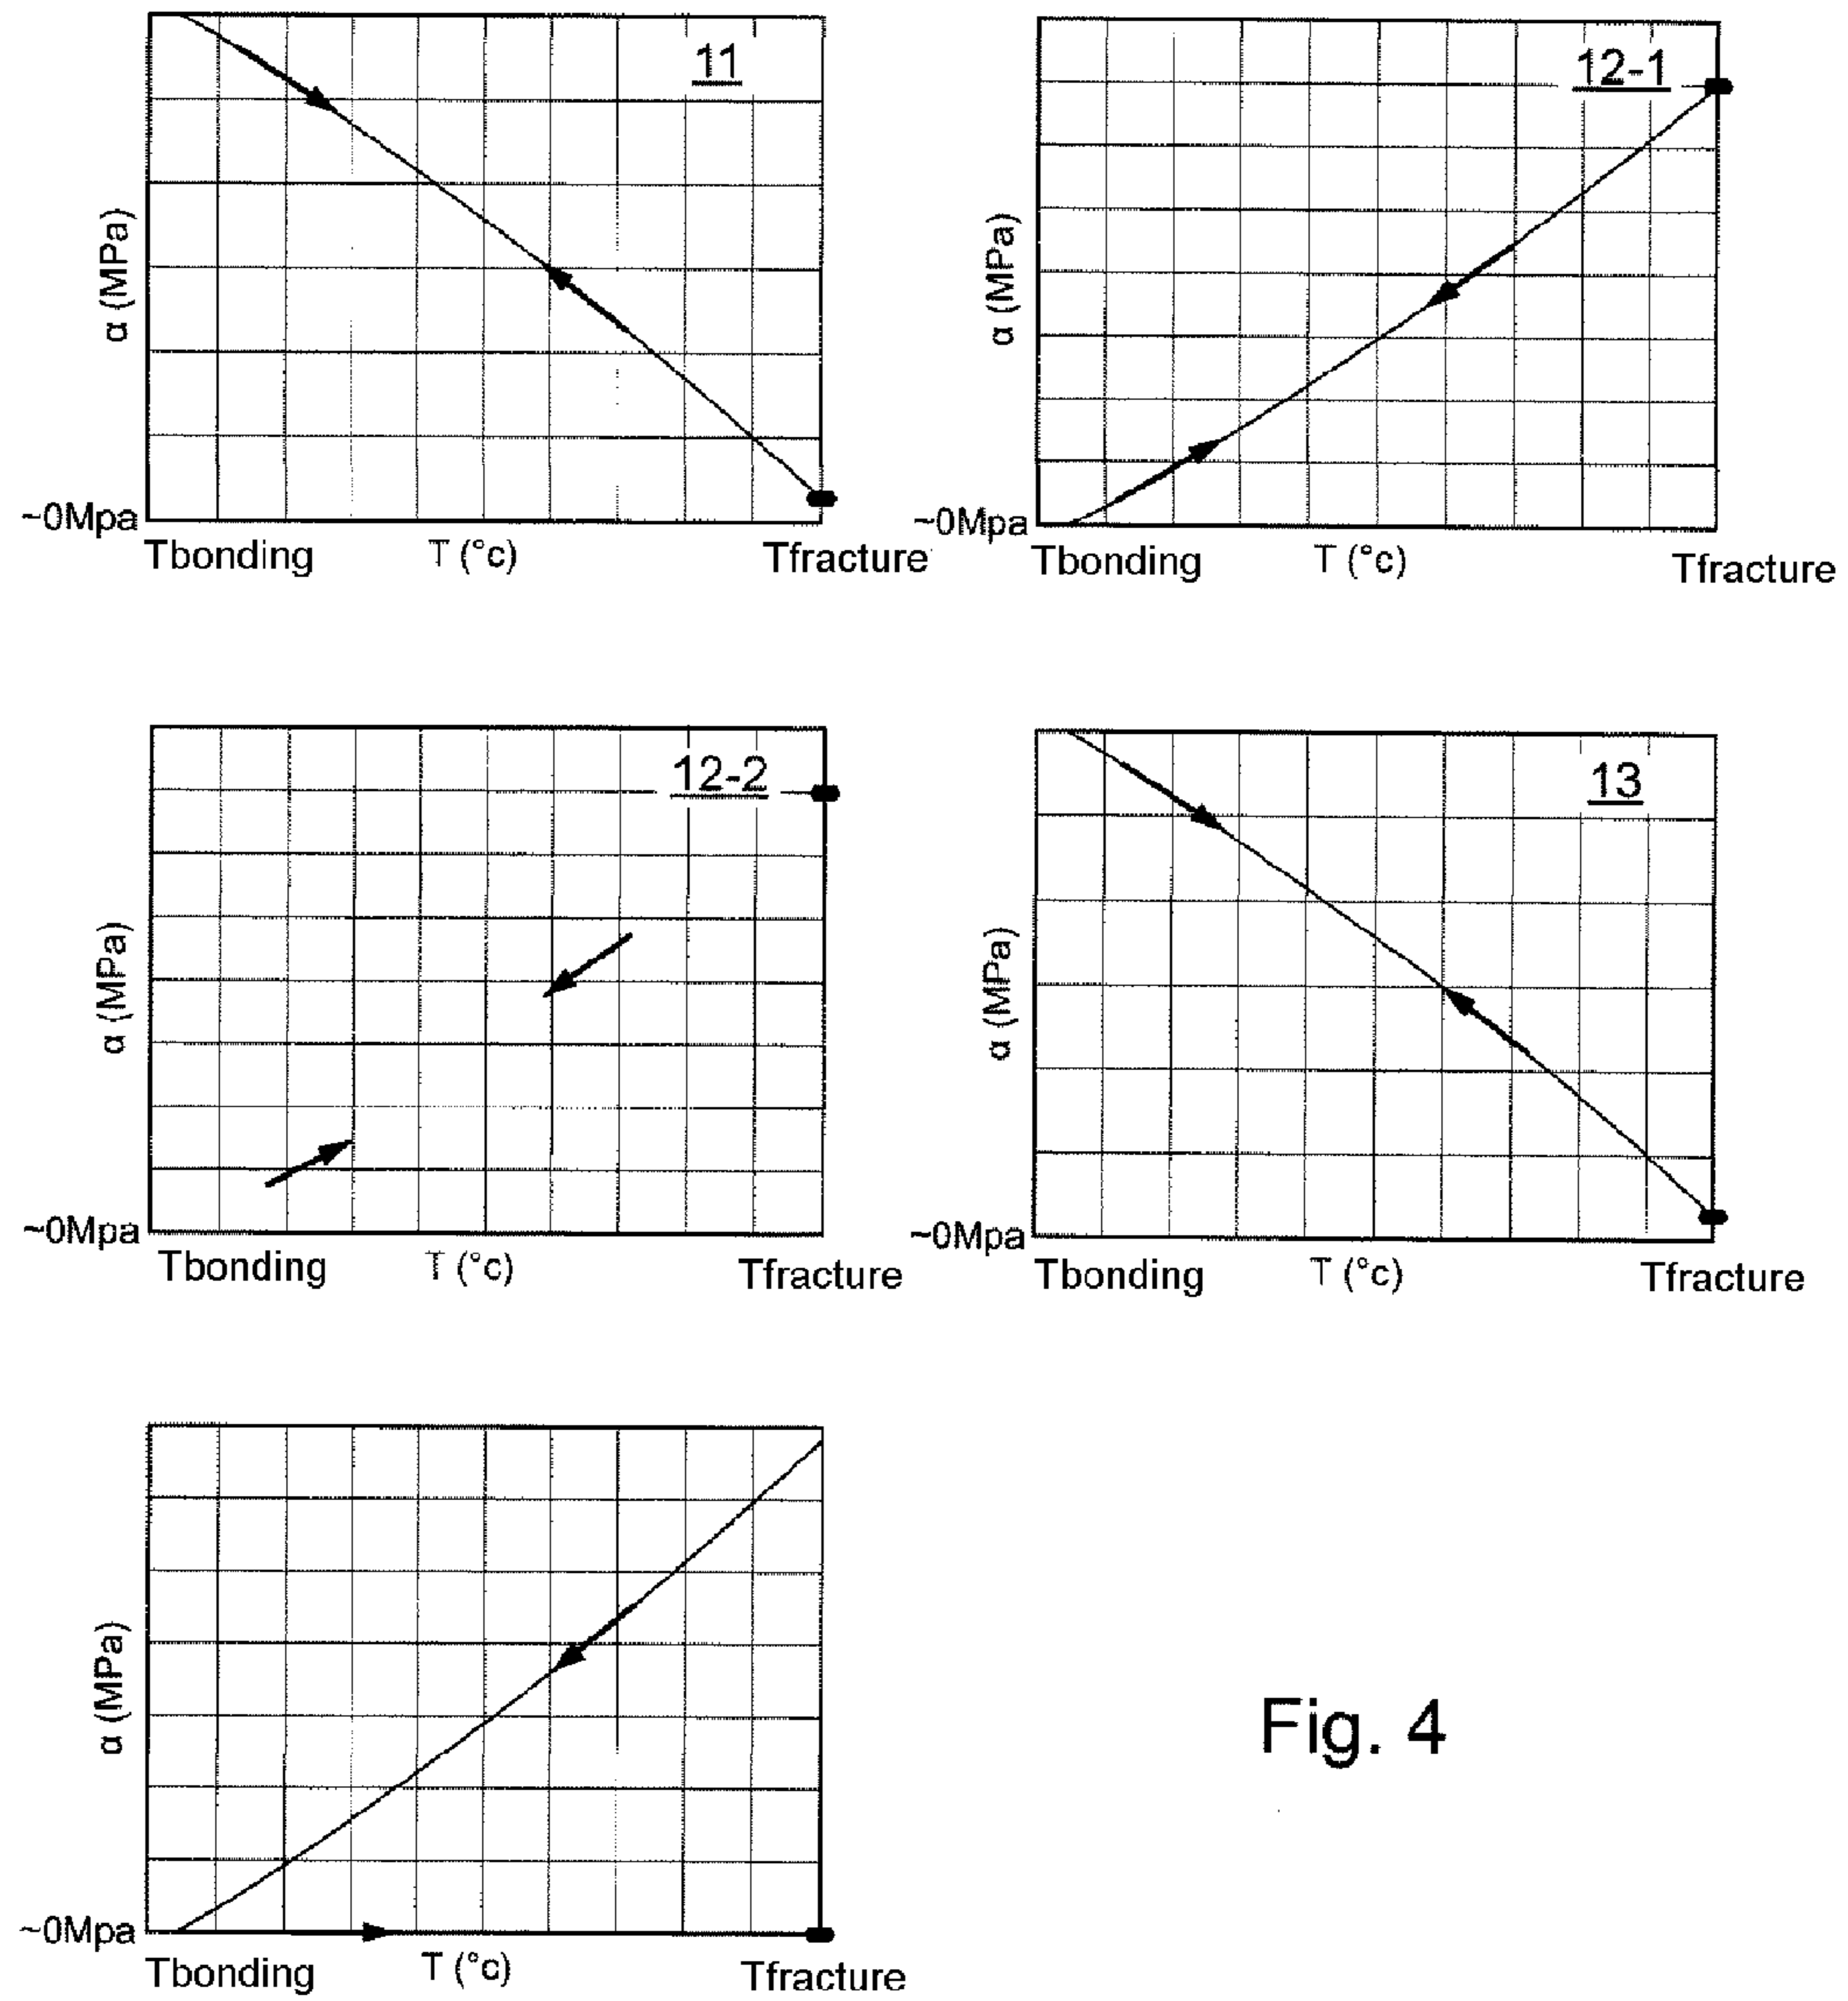 11
α (MPa)
~0Mpa
Tbonding T (°c) Tfracture
12-1
α (MPa)
~0Mpa
Tbonding T (°c) Tfracture
12-2
α (MPa)
~0Mpa
Tbonding T (°c) Tfracture
13
α (MPa)
~0Mpa
Tbonding T (°c) Tfracture
α (MPa)
~0Mpa
Tbonding T (°c) Tfracture
Fig. 4